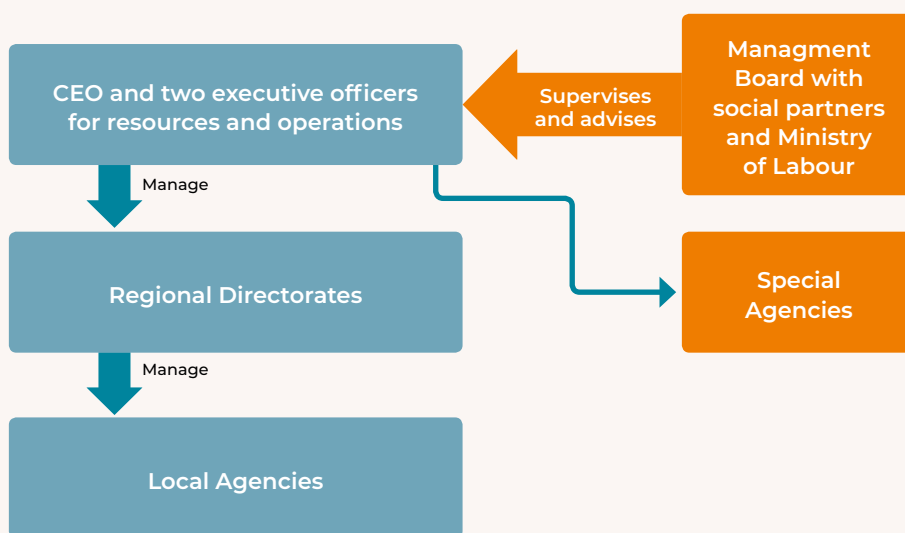 CEO and two executive officers
for resources and operations
Supervises
and advises
Managment
Board with
social partners
and Ministry
of Labour
Manage
Regional Directorates
Special
Agencies
Manage
Local Agencies